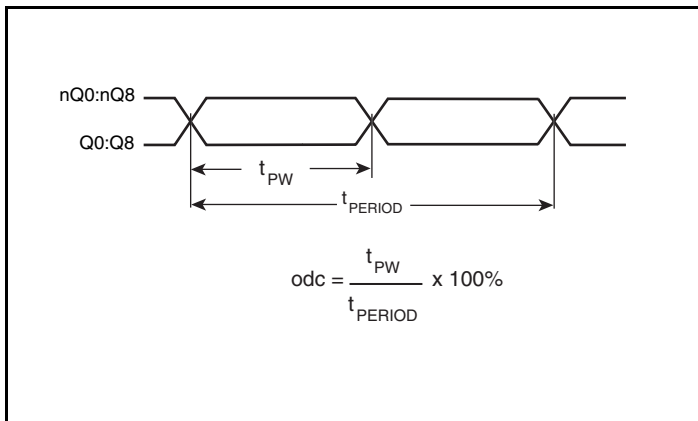 nQ0:nQ8
Q0:Q8
tPW
tPERIOD
odc = tPW / tPERIOD x 100%